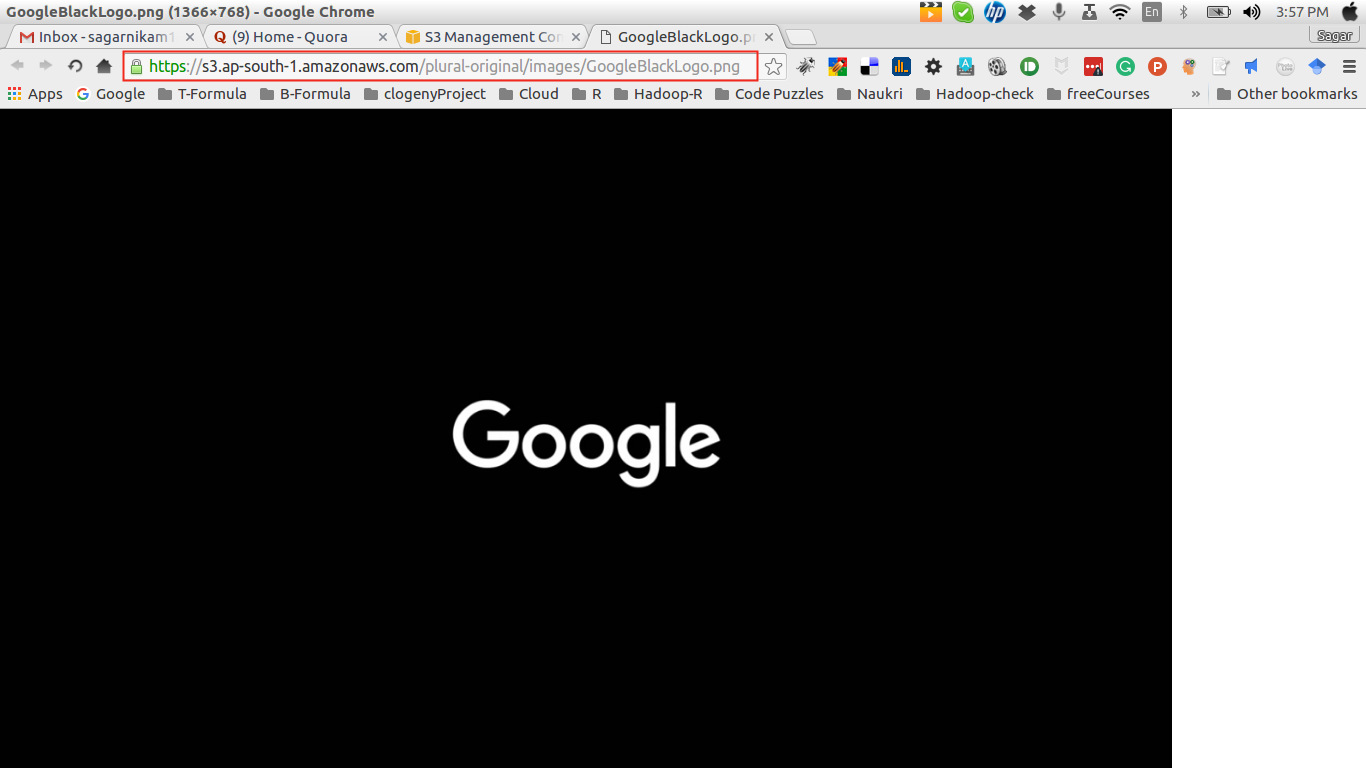 GoogleBlackLogo.png (1366×768) - Google Chrome
En
3:57 PM
Inbox - sagarnikam1
(9) Home - Quora
S3 Management Con
GoogleBlackLogo.p
Sagar
https://s3.ap-south-1.amazonaws.com/plural-original/images/GoogleBlackLogo.png
Apps
Google
T-Formula
B-Formula
clogenyProject
Cloud
R
Hadoop-R
Code Puzzles
Naukri
Hadoop-check
freeCourses
»
Other bookmarks
Google